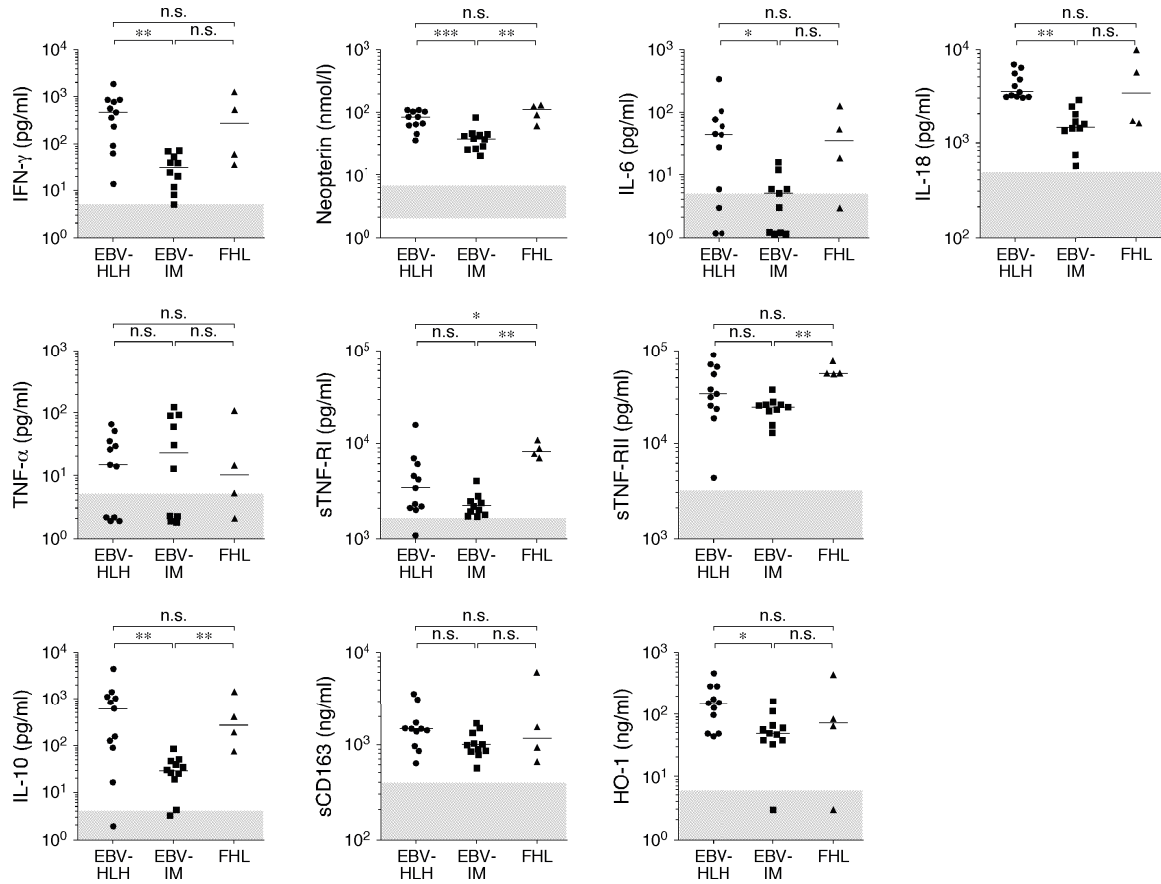 n.s.
** n.s.
IFN-γ (pg/ml)
10⁴
10³
10²
10¹
10⁰
EBV-HLH
EBV-IM
FHL
n.s.
*** **
Neopterin (nmol/l)
10³
10²
10¹
10⁰
EBV-HLH
EBV-IM
FHL
n.s.
* n.s.
IL-6 (pg/ml)
10³
10²
10¹
10⁰
EBV-HLH
EBV-IM
FHL
n.s.
** n.s.
IL-18 (pg/ml)
10⁴
10³
10²
EBV-HLH
EBV-IM
FHL
n.s.
n.s. n.s.
TNF-α (pg/ml)
10³
10²
10¹
10⁰
EBV-HLH
EBV-IM
FHL
*
n.s. **
sTNF-RI (pg/ml)
10⁵
10⁴
10³
EBV-HLH
EBV-IM
FHL
n.s.
n.s. **
sTNF-RII (pg/ml)
10⁵
10⁴
10³
EBV-HLH
EBV-IM
FHL
n.s.
** **
IL-10 (pg/ml)
10⁴
10³
10²
10¹
10⁰
EBV-HLH
EBV-IM
FHL
n.s.
n.s. n.s.
sCD163 (ng/ml)
10⁴
10³
10²
EBV-HLH
EBV-IM
FHL
n.s.
* n.s.
HO-1 (ng/ml)
10³
10²
10¹
10⁰
EBV-HLH
EBV-IM
FHL